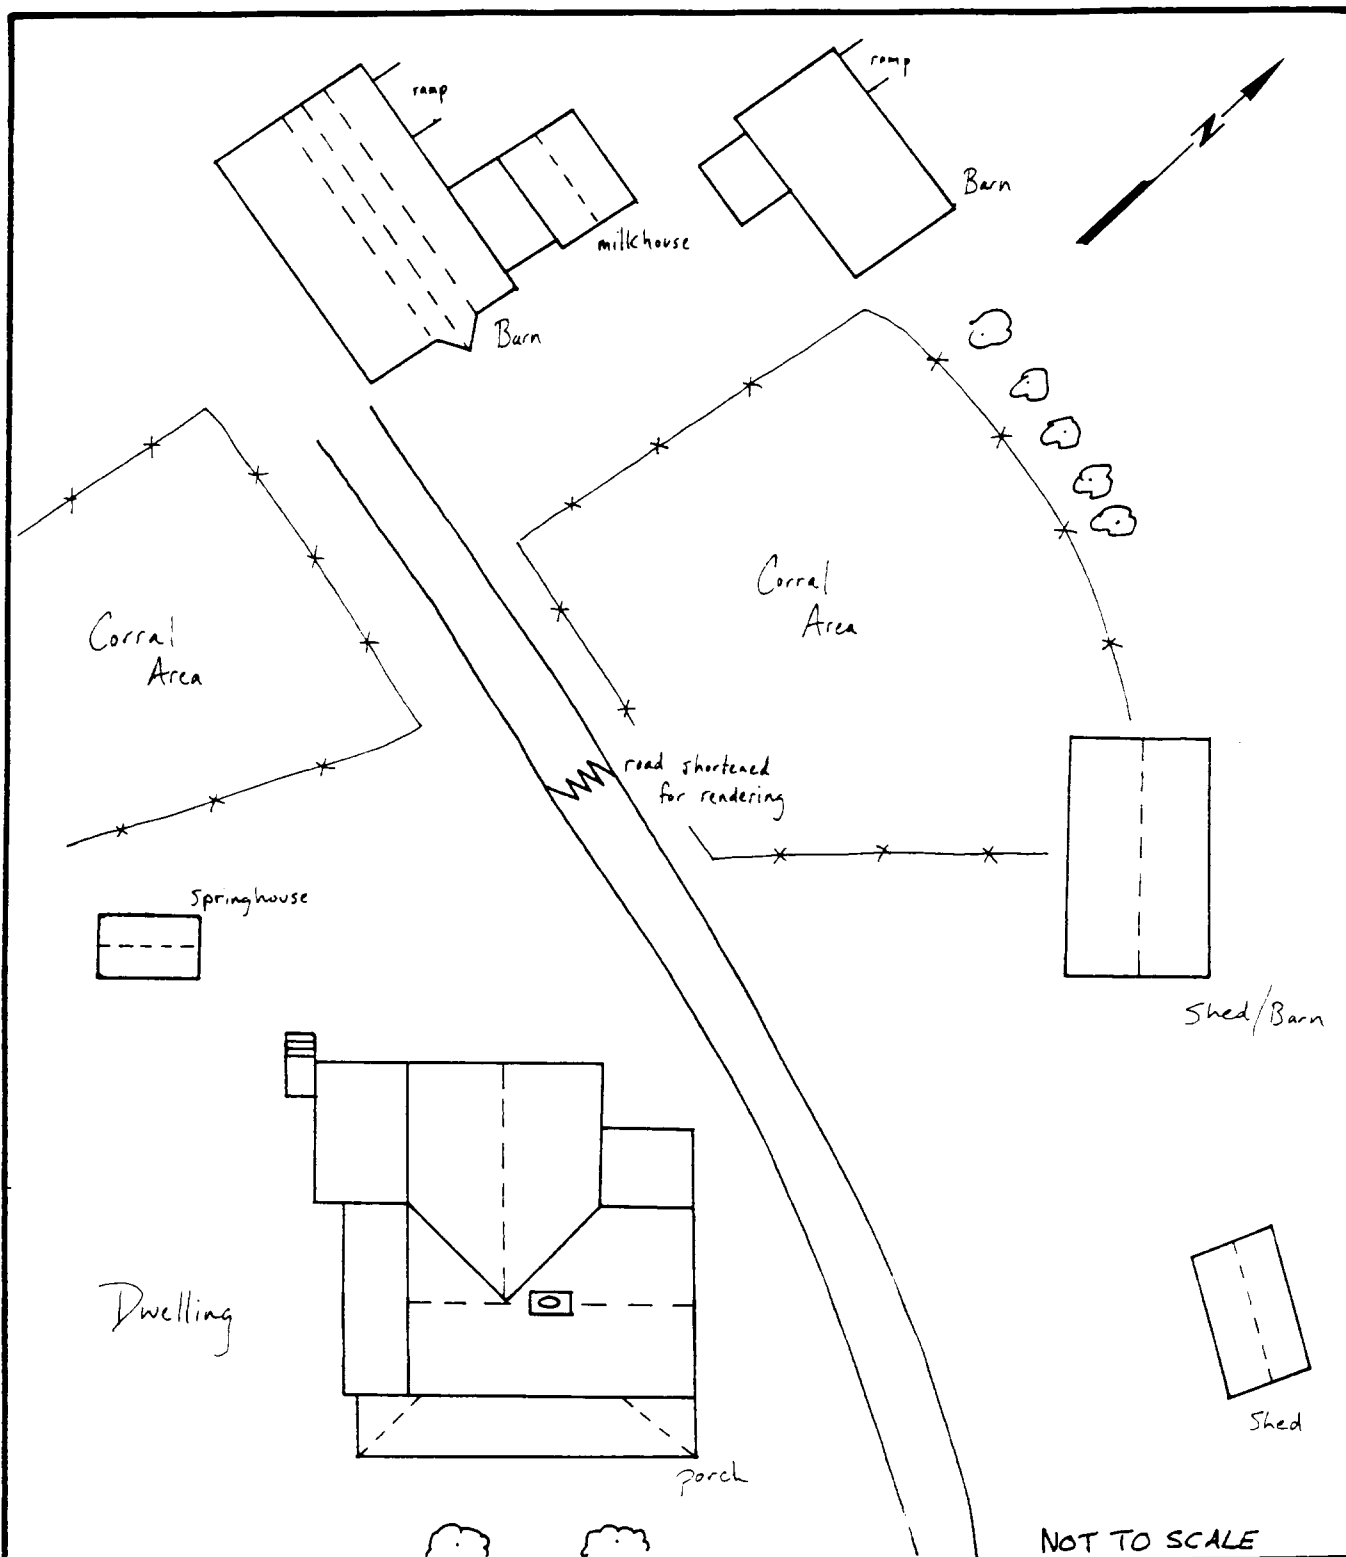 ramp
ramp
N
Barn
milkhouse
Barn
Corral
Area
Corral
Area
road shortened
for rendering
springhouse
Shed/Barn
Dwelling
Shed
porch
NOT TO SCALE